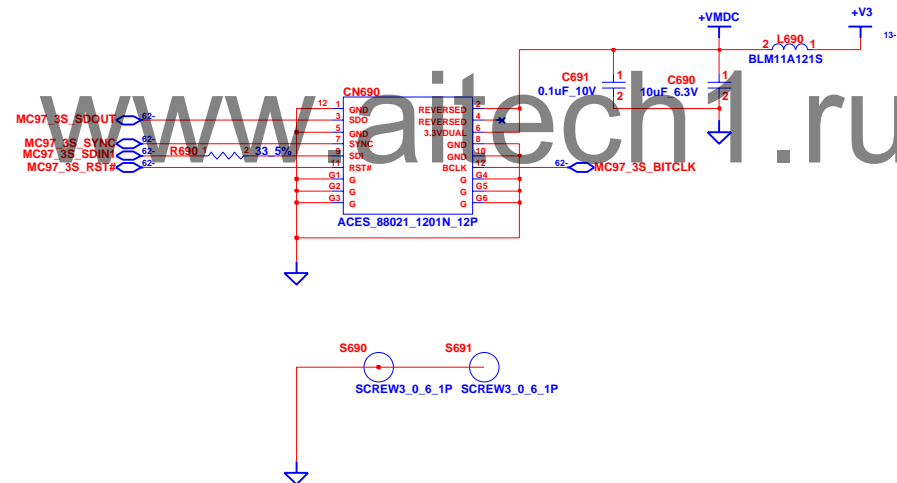 +V3
+VMDC
13-
2 L690 1
BLM11A121S
C691 1
0.1uF_10V 2
C690 1
10uF_6.3V 2
www.aitech1.ru
CN690
12 1 GND REVERSED 2
MC97_3S_SDOUT 62- 3 SDO REVERSED 4
5 GND 3.3VDUAL 6
MC97_3S_SYNC 62- 7 SYNC GND 8
MC97_3S_SDIN1 62- R690 1 2 33_5% 9 SDI GND 10
MC97_3S_RST# 62- 11 RST# BCLK 12 62- MC97_3S_BITCLK
G1 G G G4
G2 G G G5
G3 G G G6
ACES_88021_1201N_12P
S690 S691
SCREW3_0_6_1P SCREW3_0_6_1P